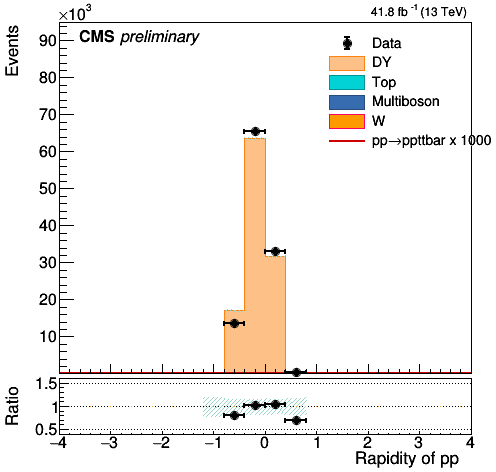 ×10³
41.8 fb⁻¹ (13 TeV)
Events
CMS preliminary
Data
DY
Top
Multiboson
W
pp→ppttbar x 1000
90
80
70
60
50
40
30
20
10
Ratio
1.5
1
0.5
−4 −3 −2 −1 0 1 2 3 4
Rapidity of pp